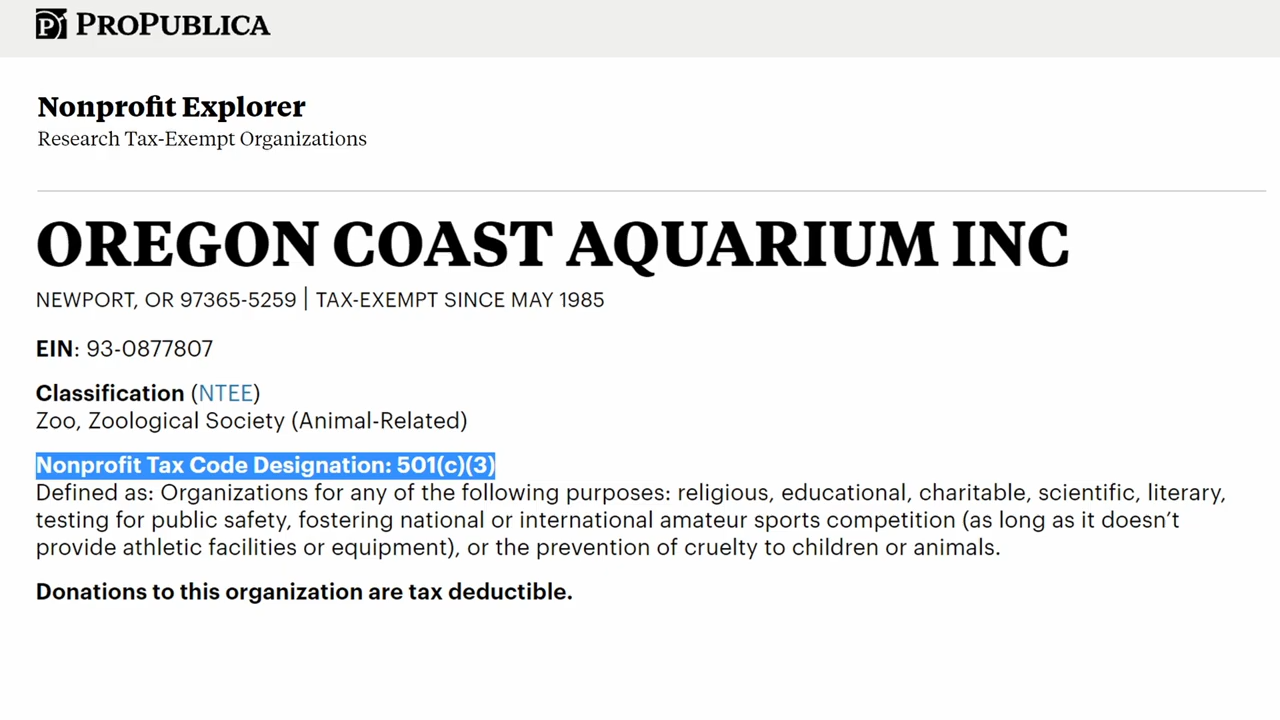 PROPUBLICA
Nonprofit Explorer
Research Tax-Exempt Organizations
OREGON COAST AQUARIUM INC
NEWPORT, OR 97365-5259 | TAX-EXEMPT SINCE MAY 1985
EIN: 93-0877807
Classification (NTEE)
Zoo, Zoological Society (Animal-Related)
Nonprofit Tax Code Designation: 501(c)(3)
Defined as: Organizations for any of the following purposes: religious, educational, charitable, scientific, literary,
testing for public safety, fostering national or international amateur sports competition (as long as it doesn’t
provide athletic facilities or equipment), or the prevention of cruelty to children or animals.
Donations to this organization are tax deductible.